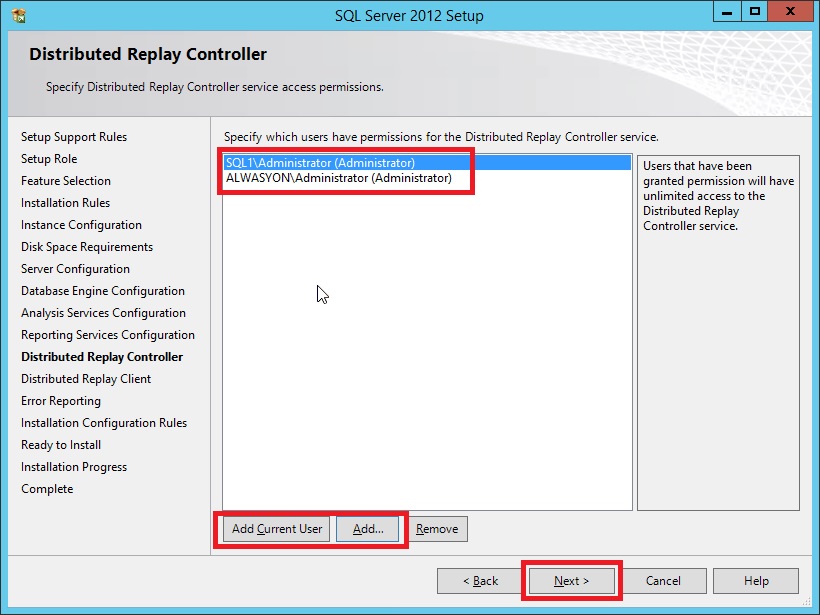 SQL Server 2012 Setup
Distributed Replay Controller
Specify Distributed Replay Controller service access permissions.
Setup Support Rules
Setup Role
Feature Selection
Installation Rules
Instance Configuration
Disk Space Requirements
Server Configuration
Database Engine Configuration
Analysis Services Configuration
Reporting Services Configuration
Distributed Replay Controller
Distributed Replay Client
Error Reporting
Installation Configuration Rules
Ready to Install
Installation Progress
Complete
Specify which users have permissions for the Distributed Replay Controller service.
SQL1\Administrator (Administrator)
ALWASYON\Administrator (Administrator)
Users that have been
granted permission will have
unlimited access to the
Distributed Replay
Controller service.
Add Current User
Add...
Remove
< Back
Next >
Cancel
Help